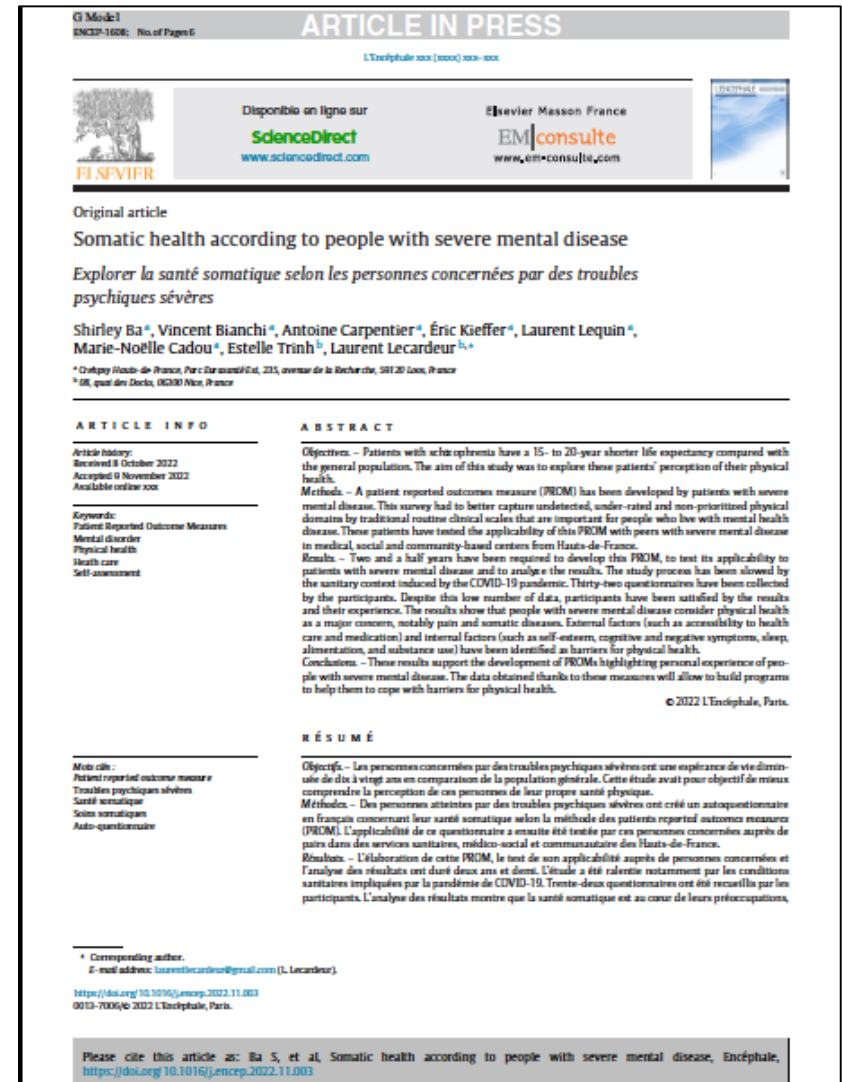 G Model
ENCEP-1608; No. of Pages 6
ARTICLE IN PRESS
L'Encéphale xxx (xxxx) xxx–xxx
ELSEVIER
Disponible en ligne sur
ScienceDirect
www.sciencedirect.com
Elsevier Masson France
EM consulte
www.em-consulte.com
L'ENCÉPHALE
Original article
Somatic health according to people with severe mental disease
Explorer la santé somatique selon les personnes concernées par des troubles
psychiques sévères
Shirley Ba a, Vincent Bianchi a, Antoine Carpentier a, Éric Kieffer a, Laurent Lequin a,
Marie-Noëlle Cadou a, Estelle Trinh b, Laurent Lecardeur b,*
a Crehpsy Hauts-de-France, Parc Eurasanté Est, 235, avenue de la Recherche, 59120 Loos, France
b 08, quai des Docks, 06300 Nice, France
ARTICLE INFO
Article history:
Received 8 October 2022
Accepted 9 November 2022
Available online xxx
Keywords:
Patient Reported Outcome Measures
Mental disorder
Physical health
Heath care
Self-assessment
ABSTRACT
Objectives. – Patients with schizophrenia have a 15- to 20-year shorter life expectancy compared with
the general population. The aim of this study was to explore these patients' perception of their physical
health.
Methods. – A patient reported outcomes measure (PROM) has been developed by patients with severe
mental disease. This survey had to better capture undetected, under-rated and non-prioritized physical
domains by traditional routine clinical scales that are important for people who live with mental health
disease. These patients have tested the applicability of this PROM with peers with severe mental disease
in medical, social and community-based centers from Hauts-de-France.
Results. – Two and a half years have been required to develop this PROM, to test its applicability to
patients with severe mental disease and to analyze the results. The study process has been slowed by
the sanitary context induced by the COVID-19 pandemic. Thirty-two questionnaires have been collected
by the participants. Despite this low number of data, participants have been satisfied by the results
and their experience. The results show that people with severe mental disease consider physical health
as a major concern, notably pain and somatic diseases. External factors (such as accessibility to health
care and medication) and internal factors (such as self-esteem, cognitive and negative symptoms, sleep,
alimentation, and substance use) have been identified as barriers for physical health.
Conclusions. – These results support the development of PROMs highlighting personal experience of peo-
ple with severe mental disease. The data obtained thanks to these measures will allow to build programs
to help them to cope with barriers for physical health.
© 2022 L'Encéphale, Paris.
RÉSUMÉ
Mots clés :
Patient reported outcome measure
Troubles psychiques sévères
Santé somatique
Soins somatiques
Auto-questionnaire
Objectifs. – Les personnes concernées par des troubles psychiques sévères ont une espérance de vie dimin-
uée de dix à vingt ans en comparaison de la population générale. Cette étude avait pour objectif de mieux
comprendre la perception de ces personnes de leur propre santé physique.
Méthodes. – Des personnes atteintes par des troubles psychiques sévères ont créé un autoquestionnaire
en français concernant leur santé somatique selon la méthode des patients reported outcomes measures
(PROM). L'applicabilité de ce questionnaire a ensuite été testée par ces personnes concernées auprès de
pairs dans des services sanitaires, médico-social et communautaire des Hauts-de-France.
Résultats. – L'élaboration de cette PROM, le test de son applicabilité auprès de personnes concernées et
l'analyse des résultats ont duré deux ans et demi. L'étude a été ralentie notamment par les conditions
sanitaires impliquées par la pandémie de COVID-19. Trente-deux questionnaires ont été recueillis par les
participants. L'analyse des résultats montre que la santé somatique est au cœur de leurs préoccupations,
* Corresponding author.
E-mail address: laurentlecardeur@gmail.com (L. Lecardeur).
https://doi.org/10.1016/j.encep.2022.11.003
0013-7006/© 2022 L'Encéphale, Paris.
Please cite this article as: Ba S, et al, Somatic health according to people with severe mental disease, Encéphale,
https://doi.org/10.1016/j.encep.2022.11.003